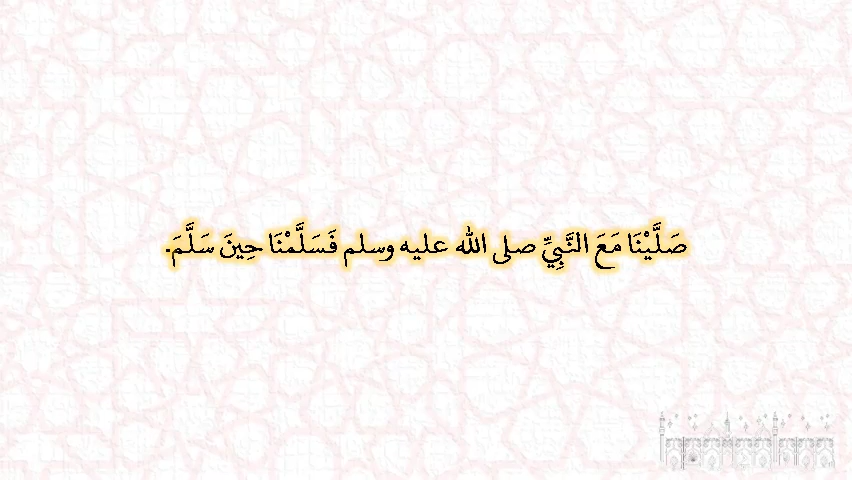 صَلَّيْنَا مَعَ النَّبِيِّ صلى الله عليه وسلم فَسَلَّمْنَا حِينَ سَلَّمَ.